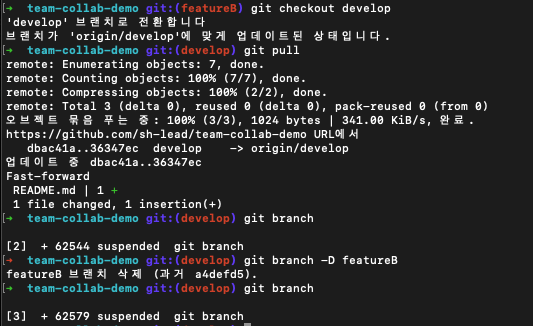 [➜  team-collab-demo git:(featureB) git checkout develop
'develop' 브랜치로 전환합니다
브랜치가 'origin/develop'에 맞게 업데이트된 상태입니다.
[➜  team-collab-demo git:(develop) git pull
remote: Enumerating objects: 7, done.
remote: Counting objects: 100% (7/7), done.
remote: Compressing objects: 100% (2/2), done.
remote: Total 3 (delta 0), reused 0 (delta 0), pack-reused 0 (from 0)
오브젝트 묶음 푸는 중: 100% (3/3), 1024 bytes | 341.00 KiB/s, 완료.
https://github.com/sh-lead/team-collab-demo URL에서
   dbac41a..36347ec  develop    -> origin/develop
업데이트 중 dbac41a..36347ec
Fast-forward
 README.md | 1 +
 1 file changed, 1 insertion(+)
[➜  team-collab-demo git:(develop) git branch
[2]  + 62544 suspended  git branch
[➜  team-collab-demo git:(develop) git branch -D featureB
featureB 브랜치 삭제 (과거 a4defd5).
[➜  team-collab-demo git:(develop) git branch
[3]  + 62579 suspended  git branch